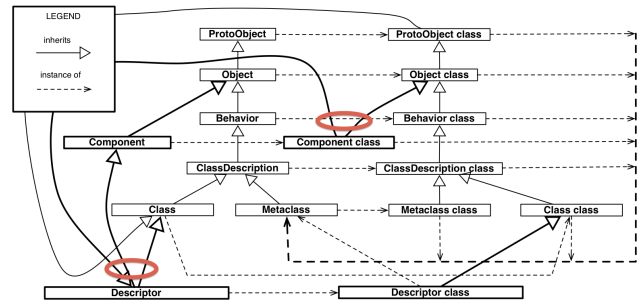 LEGEND
inherits
instance of
ProtoObject
ProtoObject class
Object
Object class
Behavior
Behavior class
Component
Component class
ClassDescription
ClassDescription class
Class
Metaclass
Metaclass class
Class class
Descriptor
Descriptor class